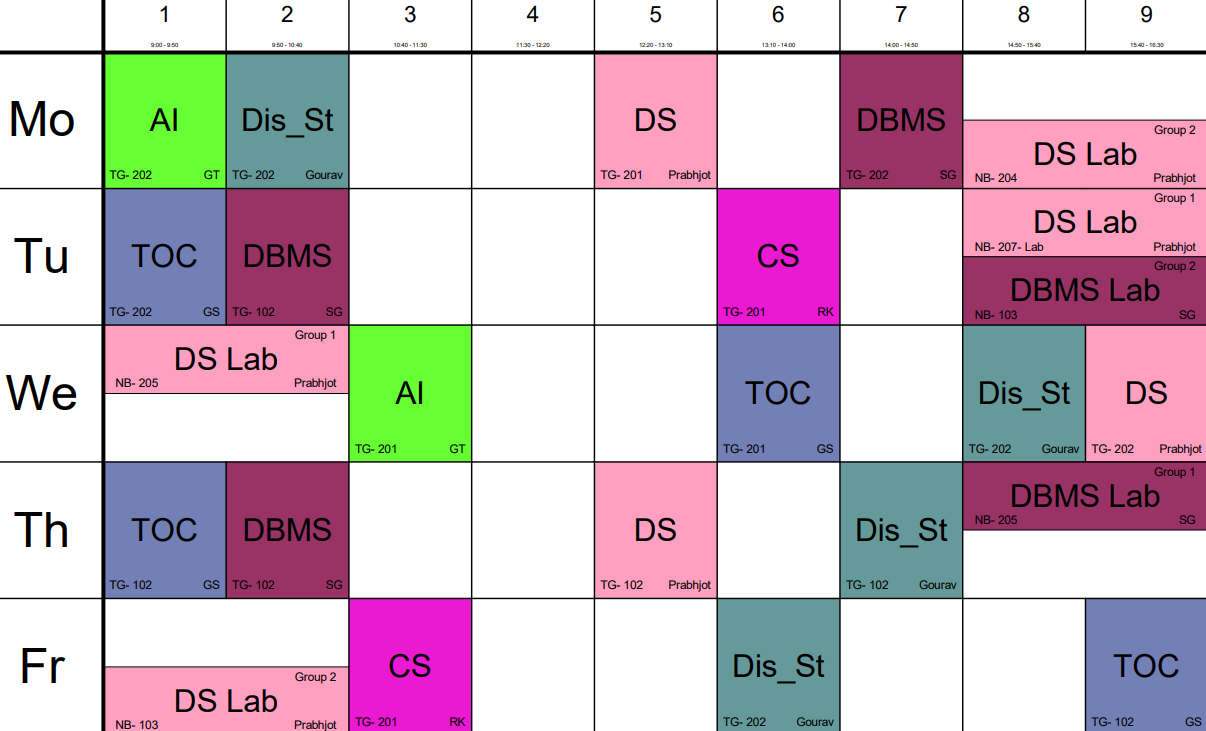 1 2 3 4 5 6 7 8 9
9:00 - 9:50 9:50 - 10:40 10:40 - 11:30 11:30 - 12:20 12:20 - 13:10 13:10 - 14:00 14:00 - 14:50 14:50 - 15:40 15:40 - 16:30
Mo
AI
TG- 202 GT
Dis_St
TG- 202 Gourav
DS
TG- 201 Prabhjot
DBMS
TG- 202 SG
Group 2
DS Lab
NB- 204 Prabhjot
Tu
TOC
TG- 202 GS
DBMS
TG- 102 SG
CS
TG- 201 RK
Group 1
DS Lab
NB- 207- Lab Prabhjot
Group 2
DBMS Lab
NB- 103 SG
We
Group 1
DS Lab
NB- 205 Prabhjot
AI
TG- 201 GT
TOC
TG- 201 GS
Dis_St
TG- 202 Gourav
DS
TG- 202 Prabhjot
Th
TOC
TG- 102 GS
DBMS
TG- 102 SG
DS
TG- 102 Prabhjot
Dis_St
TG- 102 Gourav
Group 1
DBMS Lab
NB- 205 SG
Fr
Group 2
DS Lab
NB- 103 Prabhjot
CS
TG- 201 RK
Dis_St
TG- 202 Gourav
TOC
TG- 102 GS